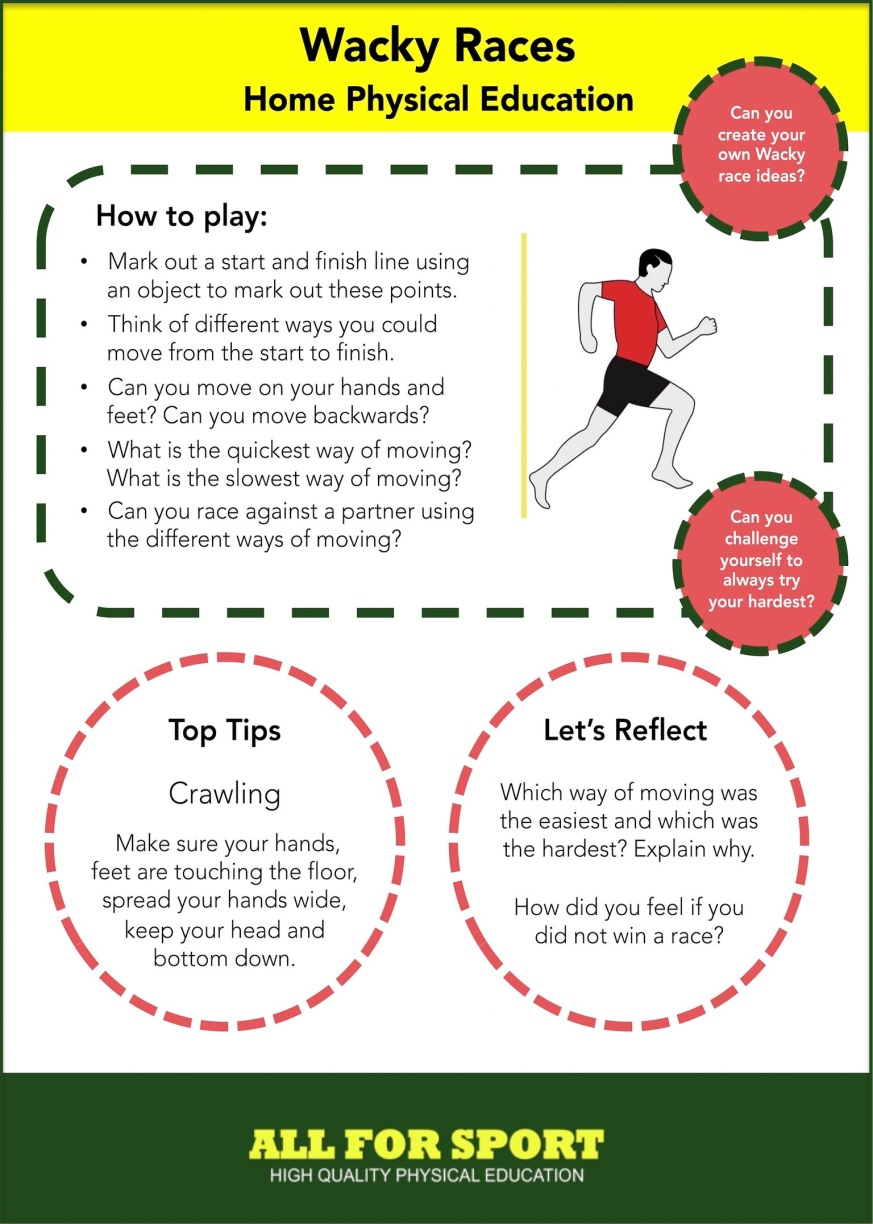 Wacky Races
Home Physical Education
Can you
create your
own Wacky
race ideas?
How to play:
• Mark out a start and finish line using
an object to mark out these points.
• Think of different ways you could
move from the start to finish.
• Can you move on your hands and
feet? Can you move backwards?
• What is the quickest way of moving?
What is the slowest way of moving?
• Can you race against a partner using
the different ways of moving?
Can you
challenge
yourself to
always try
your hardest?
Top Tips
Crawling
Make sure your hands,
feet are touching the floor,
spread your hands wide,
keep your head and
bottom down.
Let's Reflect
Which way of moving was
the easiest and which was
the hardest? Explain why.
How did you feel if you
did not win a race?
ALL FOR SPORT
HIGH QUALITY PHYSICAL EDUCATION